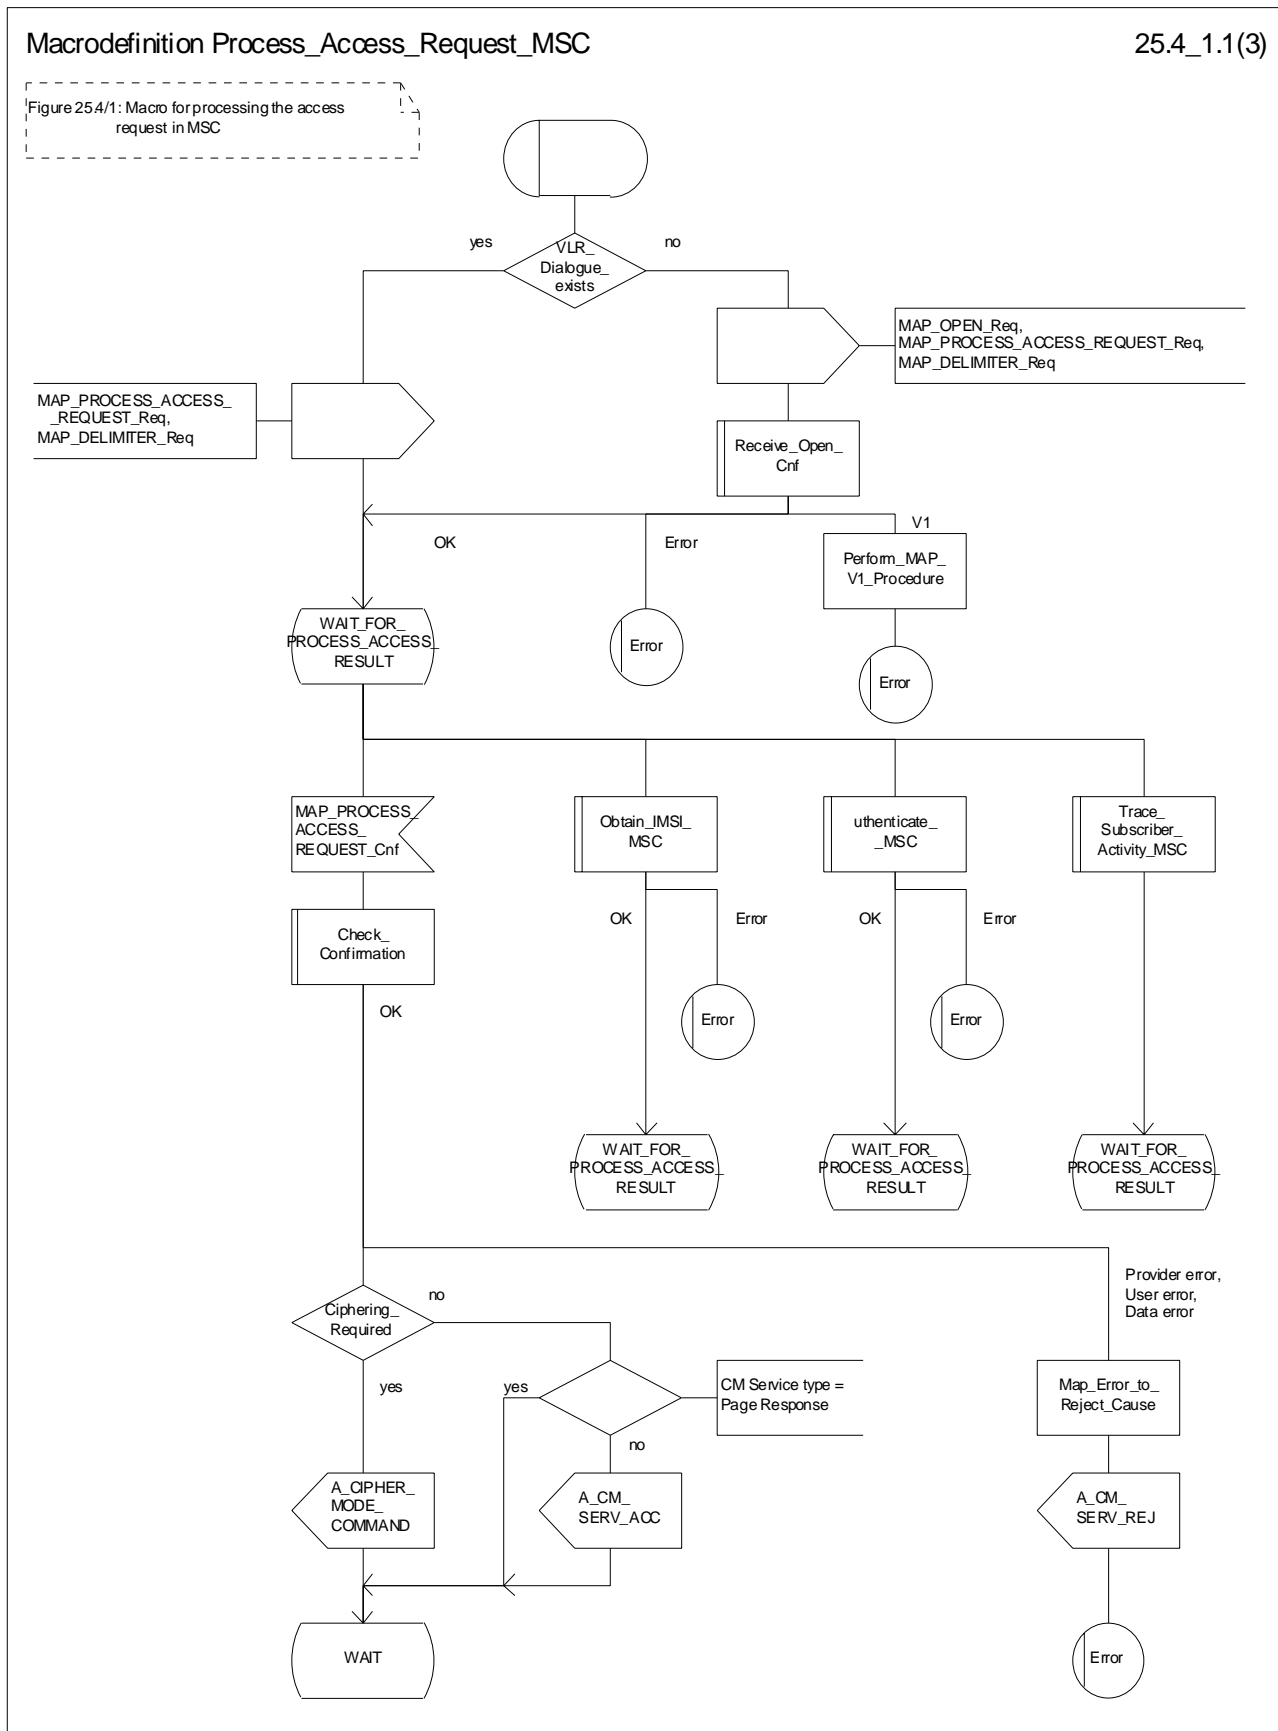 Macrodefinition Process_Access_Request_MSC
25.4_1.1(3)
Figure 25.4/1: Macro for processing the access
request in MSC
yes
VLR_
Dialogue_
exists
no
MAP_OPEN_Req,
MAP_PROCESS_ACCESS_REQUEST_Req,
MAP_DELIMITER_Req
MAP_PROCESS_ACCESS_
_REQUEST_Req,
MAP_DELIMITER_Req
Receive_Open_
Cnf
OK
Error
V1
Perform_MAP_
V1_Procedure
WAIT_FOR_
PROCESS_ACCESS_
RESULT
Error
Error
MAP_PROCESS_
ACCESS_
REQUEST_Cnf
Obtain_IMSI_
MSC
uthenticate_
_MSC
Trace_
Subscriber_
Activity_MSC
Check_
Confirmation
OK
Error
OK
Error
OK
Error
Error
WAIT_FOR_
PROCESS_ACCESS_
RESULT
WAIT_FOR_
PROCESS_ACCESS_
RESULT
WAIT_FOR_
PROCESS_ACCESS_
RESULT
Provider error,
User error,
Data error
Ciphering_
Required
no
yes
yes
CM Service type =
Page Response
Map_Error_to_
Reject_Cause
no
A_CIPHER_
MODE_
COMMAND
A_CM_
SERV_ACC
A_CM_
SERV_REJ
WAIT
Error